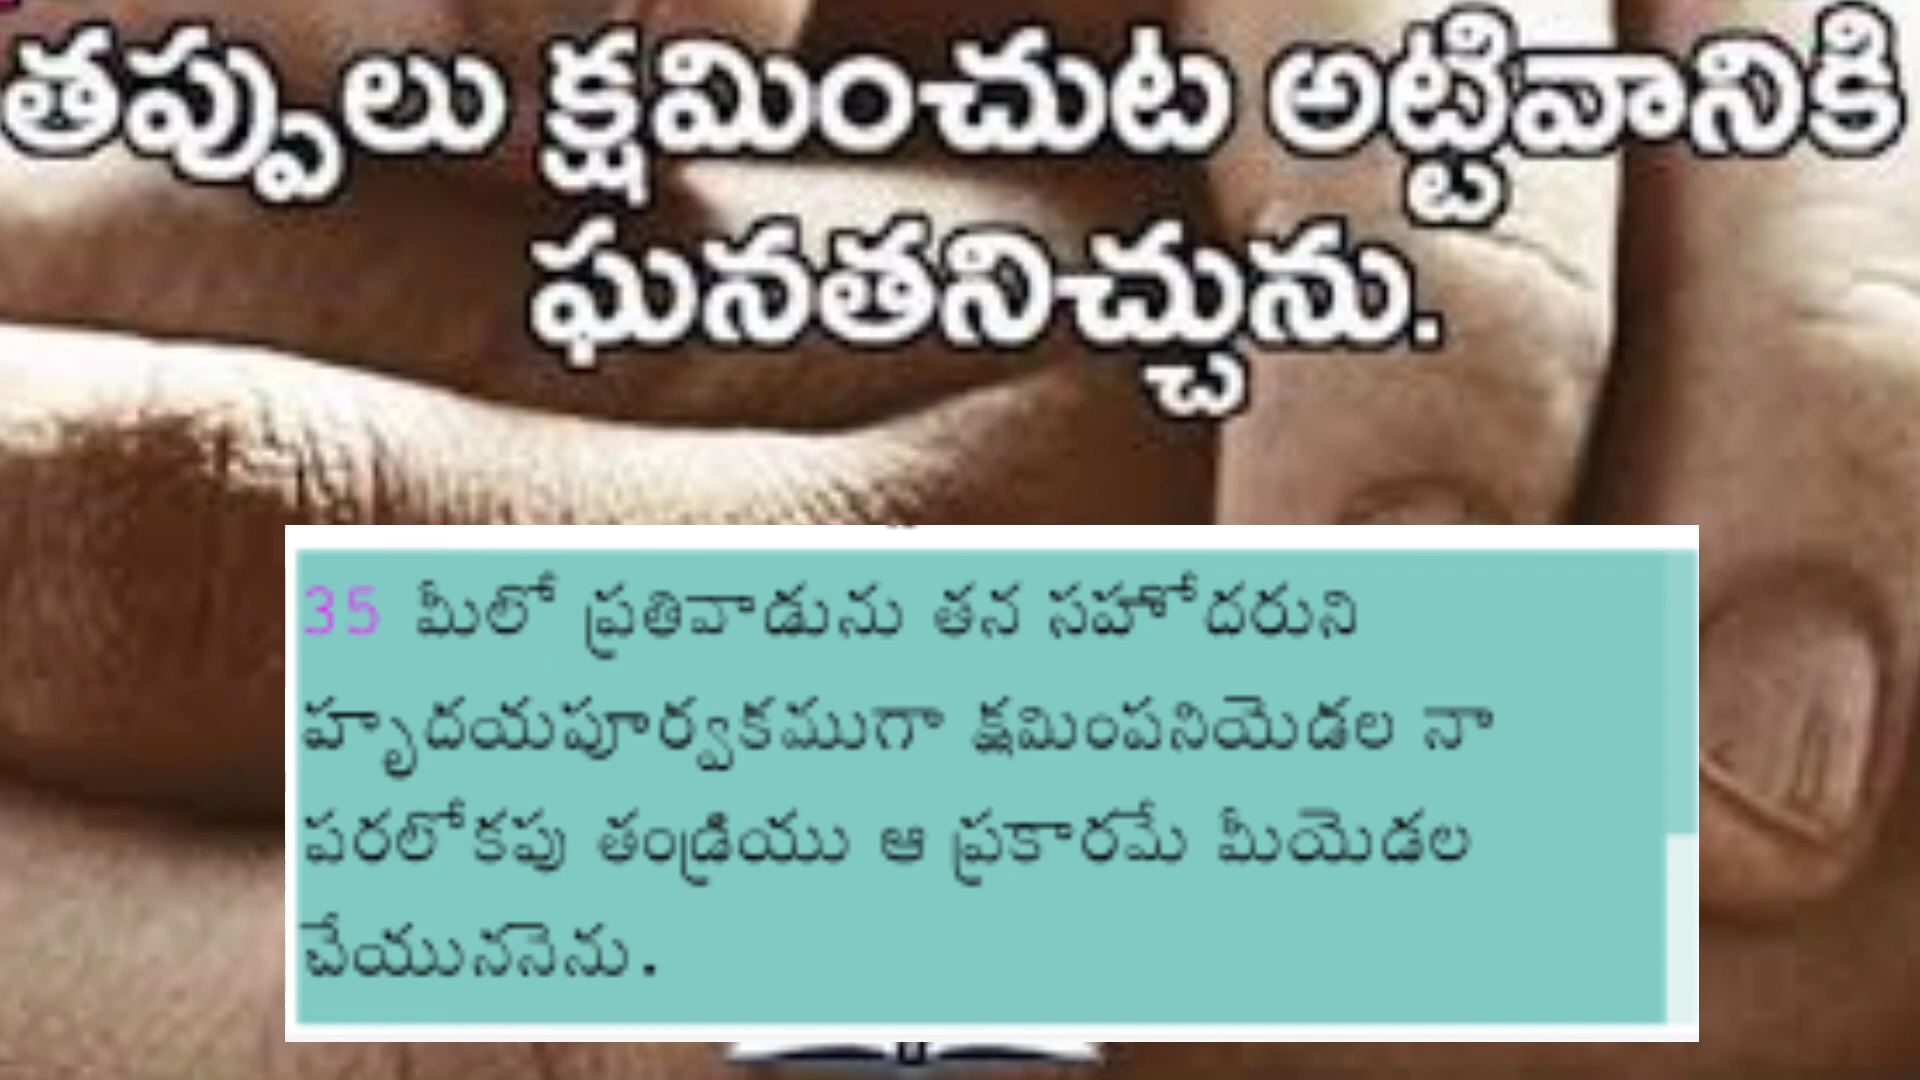 తప్పులు క్షమించుట అట్టివానికి
ఘనతనిచ్చును.
35 మీలో ప్రతివాడును తన సహోదరుని
హృదయపూర్వకముగా క్షమింపనియెడల నా
పరలోకపు తండ్రియు ఆ ప్రకారమే మీయెడల
చేయుననెను.